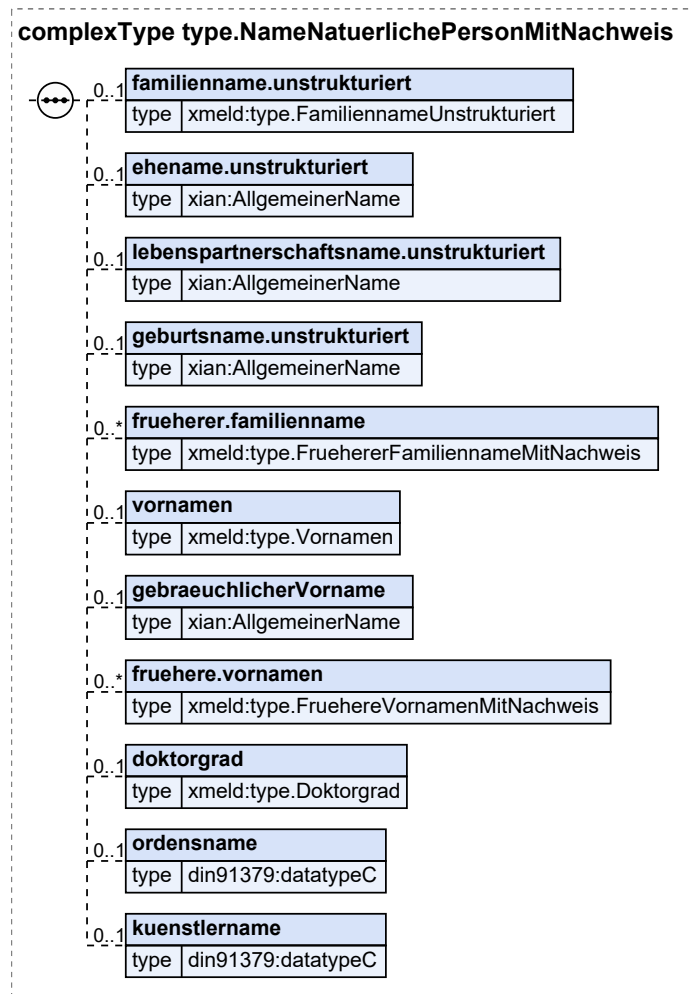 complexType type.NameNatuerlichePersonMitNachweis
0..1 familienname.unstrukturiert
type xmeld:type.FamiliennameUnstrukturiert
0..1 ehename.unstrukturiert
type xian:AllgemeinerName
0..1 lebenspartnerschaftsname.unstrukturiert
type xian:AllgemeinerName
0..1 geburtsname.unstrukturiert
type xian:AllgemeinerName
0..* frueherer.familienname
type xmeld:type.FruehererFamiliennameMitNachweis
0..1 vornamen
type xmeld:type.Vornamen
0..1 gebraeuchlicherVorname
type xian:AllgemeinerName
0..* fruehere.vornamen
type xmeld:type.FruehereVornamenMitNachweis
0..1 doktorgrad
type xmeld:type.Doktorgrad
0..1 ordensname
type din91379:datatypeC
0..1 kuenstlername
type din91379:datatypeC